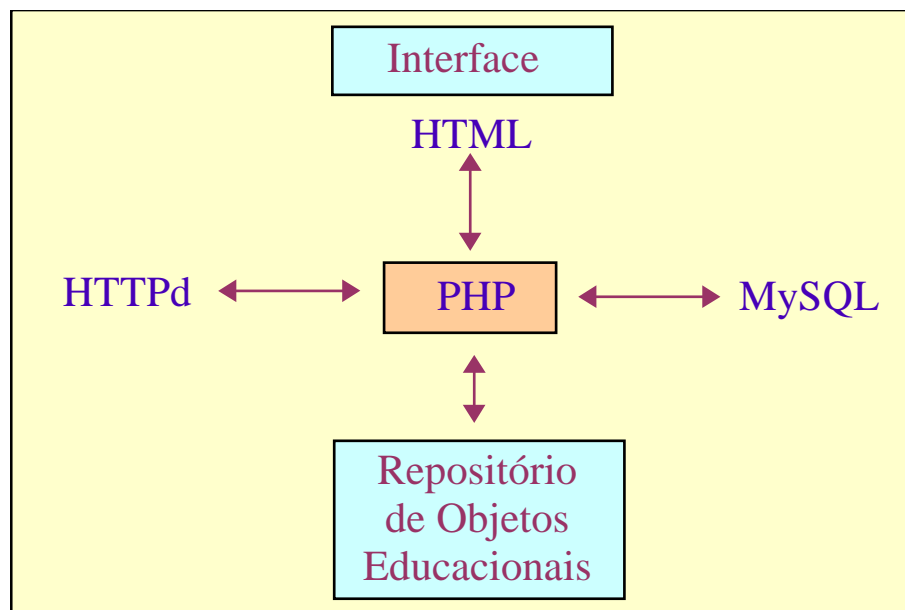 Interface
HTML
HTTPd
PHP
MySQL
Repositório
de Objetos
Educacionais